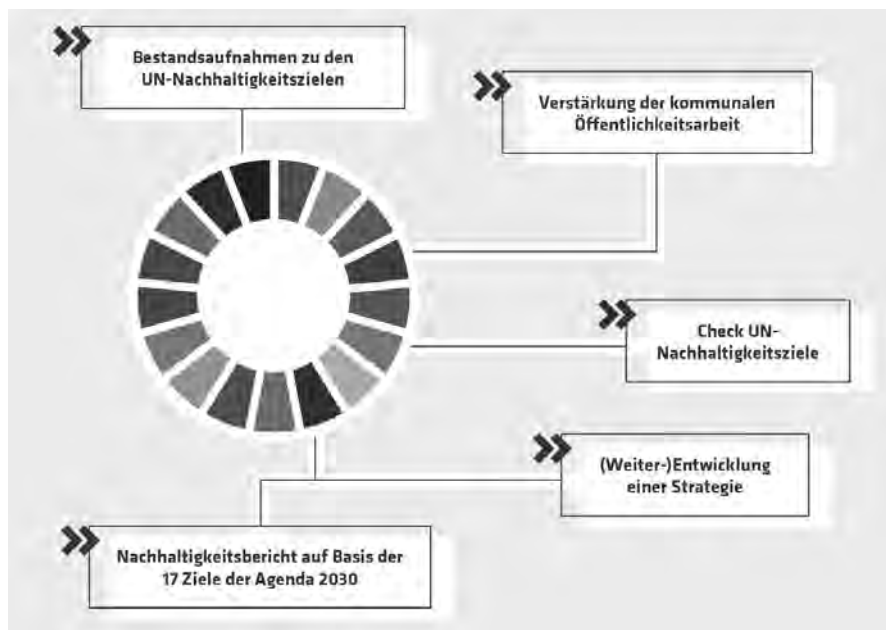 Bestandsaufnahmen zu den
UN-Nachhaltigkeitszielen
Verstärkung der kommunalen
Öffentlichkeitsarbeit
Check UN-
Nachhaltigkeitsziele
(Weiter-)Entwicklung
einer Strategie
Nachhaltigkeitsbericht auf Basis der
17 Ziele der Agenda 2030